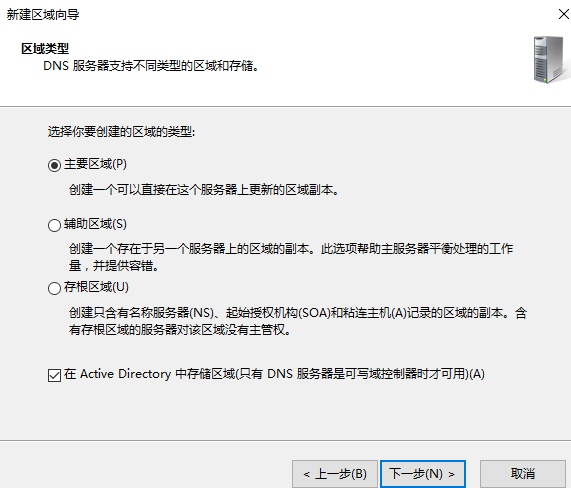 新建区域向导
区域类型
DNS 服务器支持不同类型的区域和存储。
选择你要创建的区域的类型:
主要区域(P)
创建一个可以直接在这个服务器上更新的区域副本。
辅助区域(S)
创建一个存在于另一个服务器上的区域的副本。此选项帮助主服务器平衡处理的工作
量，并提供容错。
存根区域(U)
创建只含有名称服务器(NS)、起始授权机构(SOA)和粘连主机(A)记录的区域的副本。含
有存根区域的服务器对该区域没有主管权。
在 Active Directory 中存储区域(只有 DNS 服务器是可写域控制器时才可用)(A)
< 上一步(B) 下一步(N) > 取消